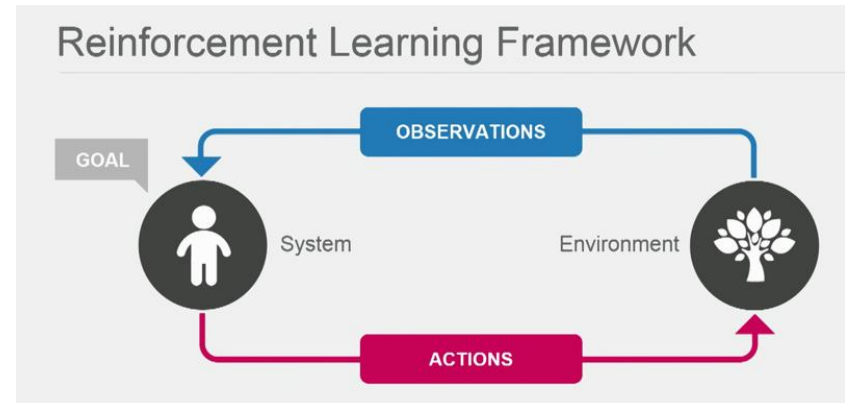 Reinforcement Learning Framework
OBSERVATIONS
GOAL
System
Environment
ACTIONS